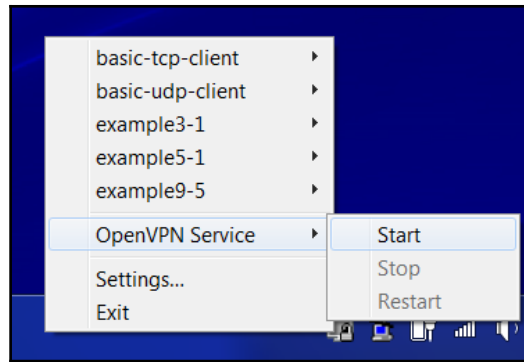 basic-tcp-client
basic-udp-client
example3-1
example5-1
example9-5
OpenVPN Service
Start
Stop
Restart
Settings...
Exit